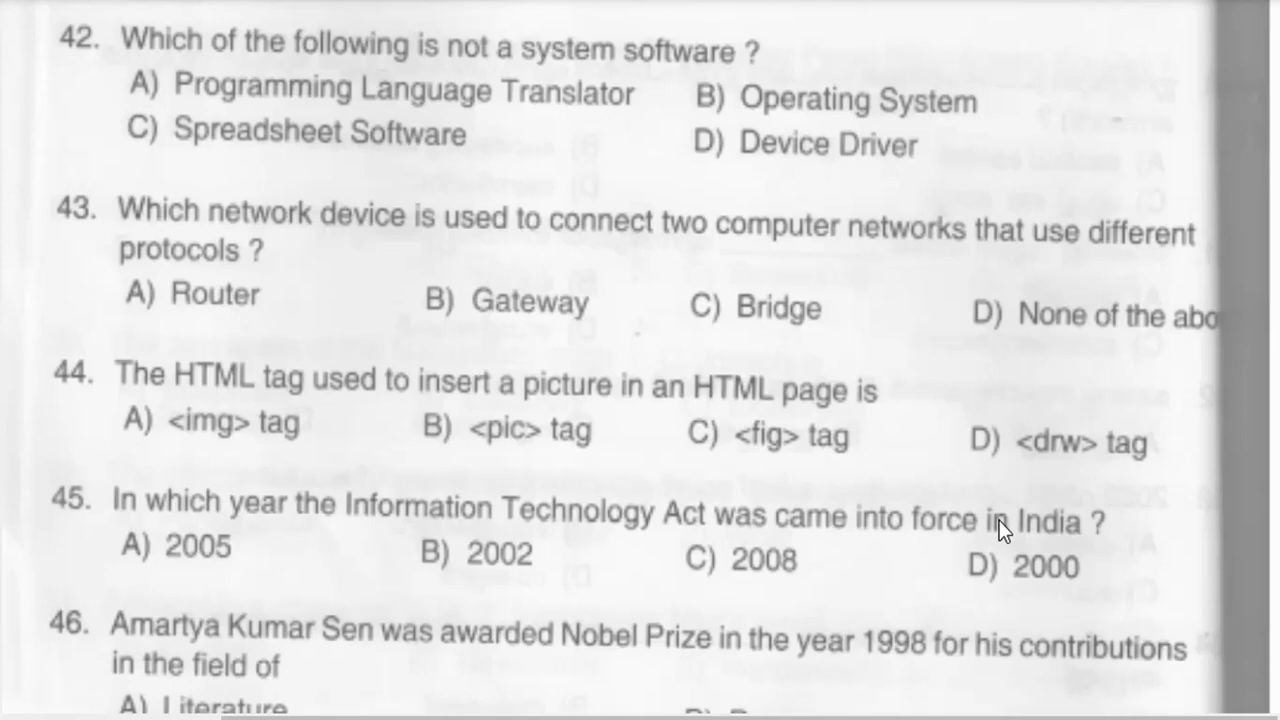 42. Which of the following is not a system software ?
A) Programming Language Translator B) Operating System
C) Spreadsheet Software D) Device Driver
43. Which network device is used to connect two computer networks that use different
protocols ?
A) Router B) Gateway C) Bridge D) None of the abo
44. The HTML tag used to insert a picture in an HTML page is
A) <img> tag B) <pic> tag C) <fig> tag D) <drw> tag
45. In which year the Information Technology Act was came into force in India ?
A) 2005 B) 2002 C) 2008 D) 2000
46. Amartya Kumar Sen was awarded Nobel Prize in the year 1998 for his contributions
in the field of
A) Literature